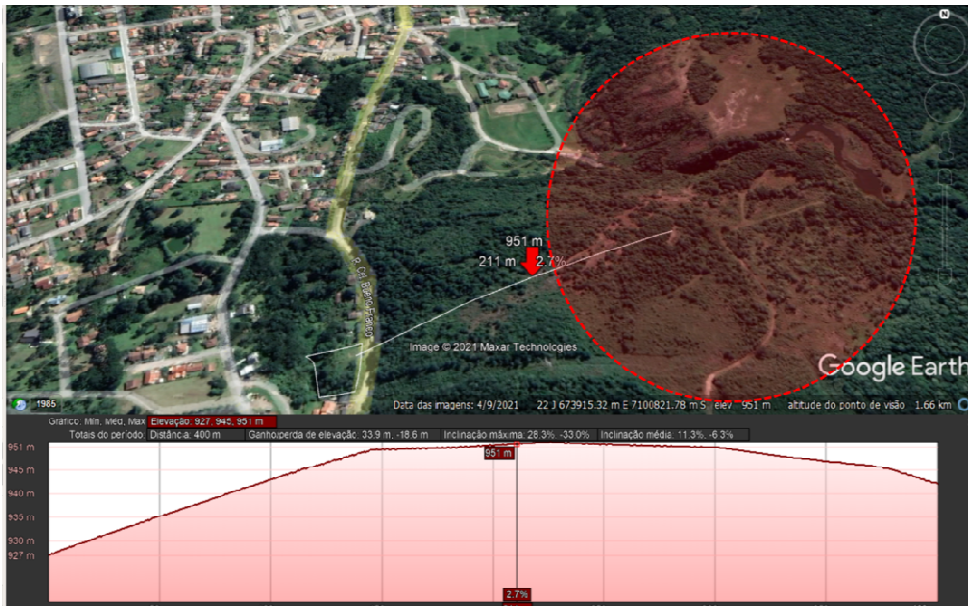 N
951 m
211 m 2.7%
Image © 2021 Maxar Technologies
Google Earth
1985 Data das imagens: 4/9/2021 22 J 673915.32 m E 7100821.78 m S elev 951 m altitude do ponto de visão 1.66 km
Gráfico: Mín, Méd, Máx Elevação: 927, 945, 951 m
Totais do período: Distância: 400 m Ganho/perda de elevação: 33.9 m, -18.6 m Inclinação máxima: 28.3%, -33.0% Inclinação média: 11.3%, -6.3%
951 m
951 m
945 m
940 m
935 m
930 m
927 m
2.7%